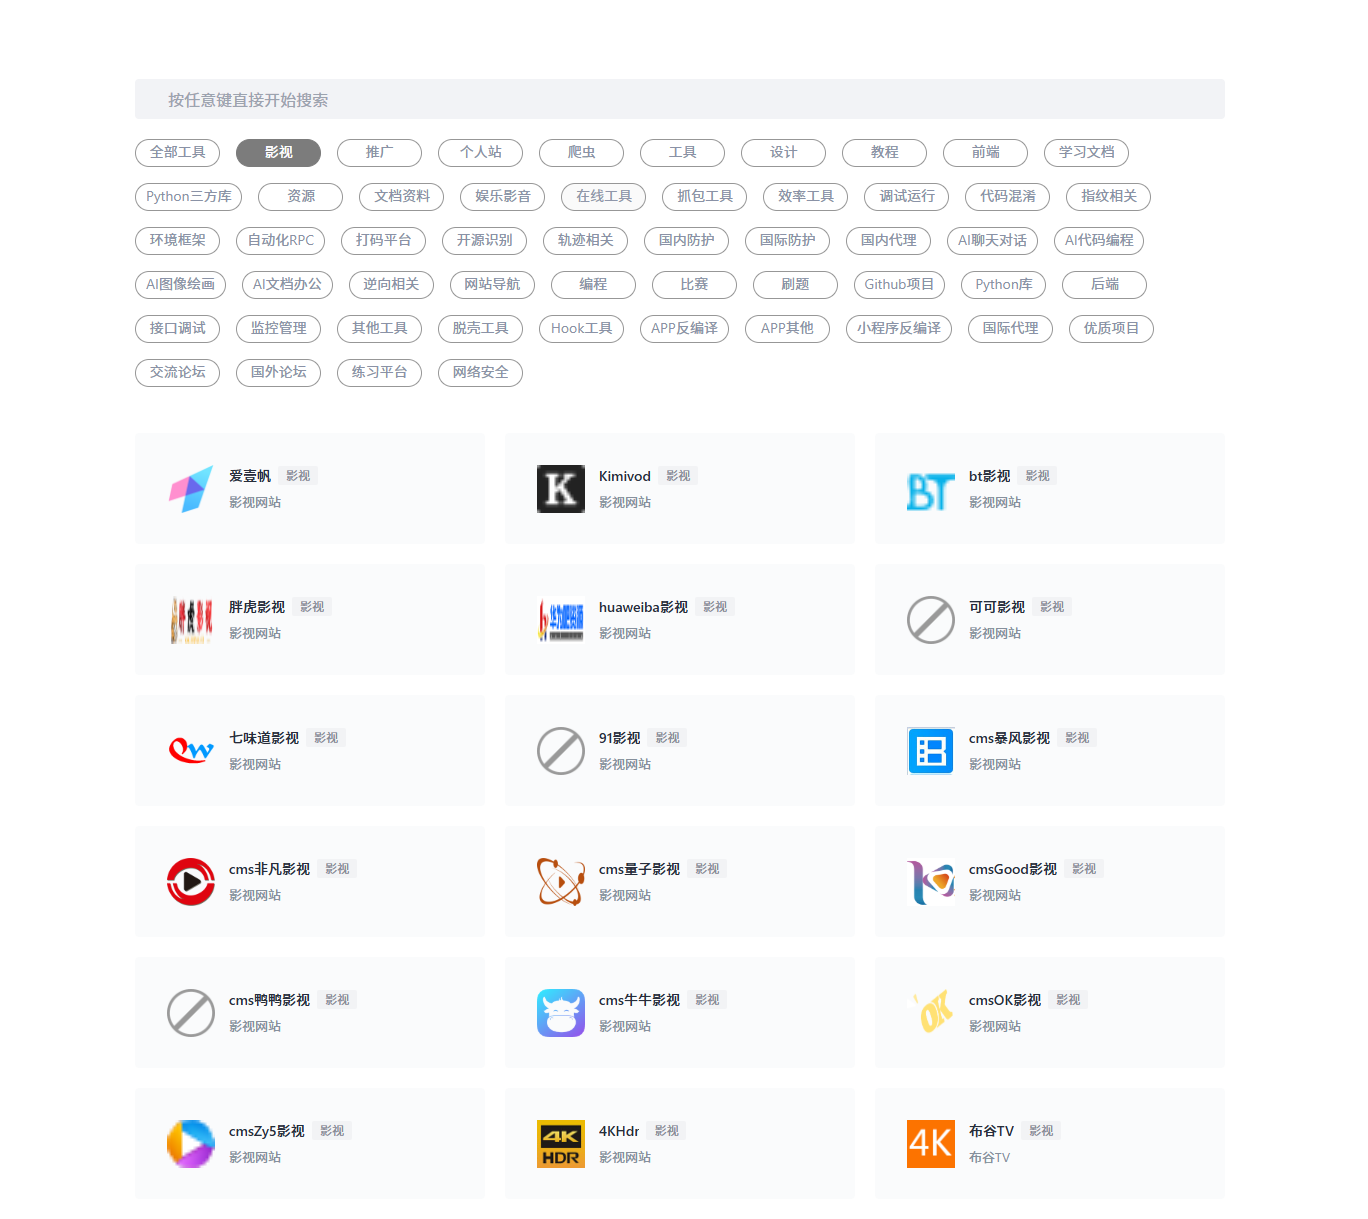 按任意键直接开始搜索
全部工具 影视 推广 个人站 爬虫 工具 设计 教程 前端 学习文档
Python三方库 资源 文档资料 娱乐影音 在线工具 抓包工具 效率工具 调试运行 代码混淆 指纹相关
环境框架 自动化RPC 打码平台 开源识别 轨迹相关 国内防护 国际防护 国内代理 AI聊天对话 AI代码编程
AI图像绘画 AI文档办公 逆向相关 网站导航 编程 比赛 刷题 Github项目 Python库 后端
接口调试 监控管理 其他工具 脱壳工具 Hook工具 APP反编译 APP其他 小程序反编译 国际代理 优质项目
交流论坛 国外论坛 练习平台 网络安全
爱壹帆 影视
影视网站
K
Kimivod 影视
影视网站
BT
bt影视 影视
影视网站
胖虎影视
胖虎影视 影视
影视网站
华为吧资源
huaweiba影视 影视
影视网站
可可影视 影视
影视网站
七味道影视 影视
影视网站
91影视 影视
影视网站
cms暴风影视 影视
影视网站
cms非凡影视 影视
影视网站
cms量子影视 影视
影视网站
cmsGood影视 影视
影视网站
cms鸭鸭影视 影视
影视网站
cms牛牛影视 影视
影视网站
OK
cmsOK影视 影视
影视网站
cmsZy5影视 影视
影视网站
4K
HDR
4KHdr 影视
影视网站
4K
布谷TV 影视
布谷TV